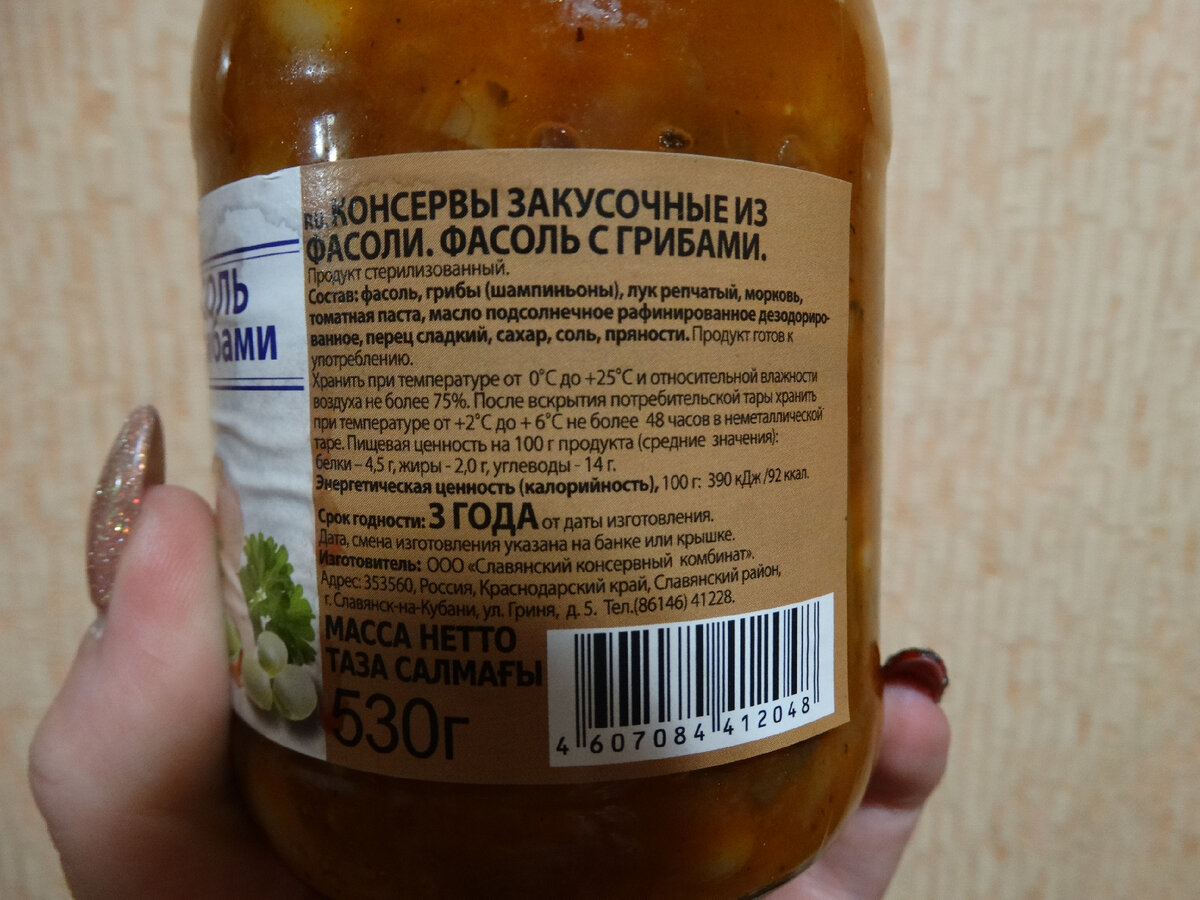 ОЛЬ
бами
RU. КОНСЕРВЫ ЗАКУСОЧНЫЕ ИЗ
ФАСОЛИ. ФАСОЛЬ С ГРИБАМИ.
Продукт стерилизованный.
Состав: фасоль, грибы (шампиньоны), лук репчатый, морковь,
томатная паста, масло подсолнечное рафинированное дезодориро-
ванное, перец сладкий, сахар, соль, пряности. Продукт готов к
употреблению.
Хранить при температуре от 0°С до +25°С и относительной влажности
воздуха не более 75%. После вскрытия потребительской тары хранить
при температуре от +2°С до + 6°С не более 48 часов в неметаллической
таре. Пищевая ценность на 100 г продукта (средние значения):
белки – 4,5 г, жиры - 2,0 г, углеводы - 14 г.
Энергетическая ценность (калорийность), 100 г: 390 кДж /92 ккал.
Срок годности: 3 ГОДА от даты изготовления.
Дата, смена изготовления указана на банке или крышке.
Изготовитель: ООО «Славянский консервный комбинат».
Адрес: 353560, Россия, Краснодарский край, Славянский район,
г. Славянск-на-Кубани, ул. Гриня, д. 5. Тел.(86146) 41228.
МАССА НЕТТО
ТАЗА САЛМАҒЫ
530г
4 607084 412048